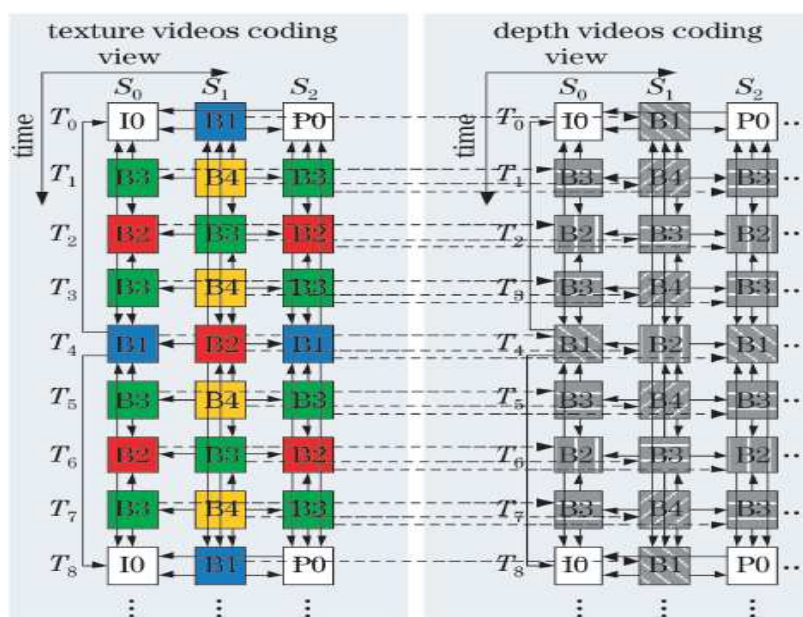 texture videos coding
view
S0 S1 S2
time
T0 I0 B1 P0
T1 B3 B4 B3
T2 B2 B3 B2
T3 B3 B4 B3
T4 B1 B2 B1
T5 B3 B4 B3
T6 B2 B3 B2
T7 B3 B4 B3
T8 I0 B1 P0
depth videos coding
view
S0 S1 S2
time
T0 I0 B1 P0
T1 B3 B4 B3
T2 B2 B3 B2
T3 B3 B4 B3
T4 B1 B2 B1
T5 B3 B4 B3
T6 B2 B3 B2
T7 B3 B4 B3
T8 I0 B1 P0